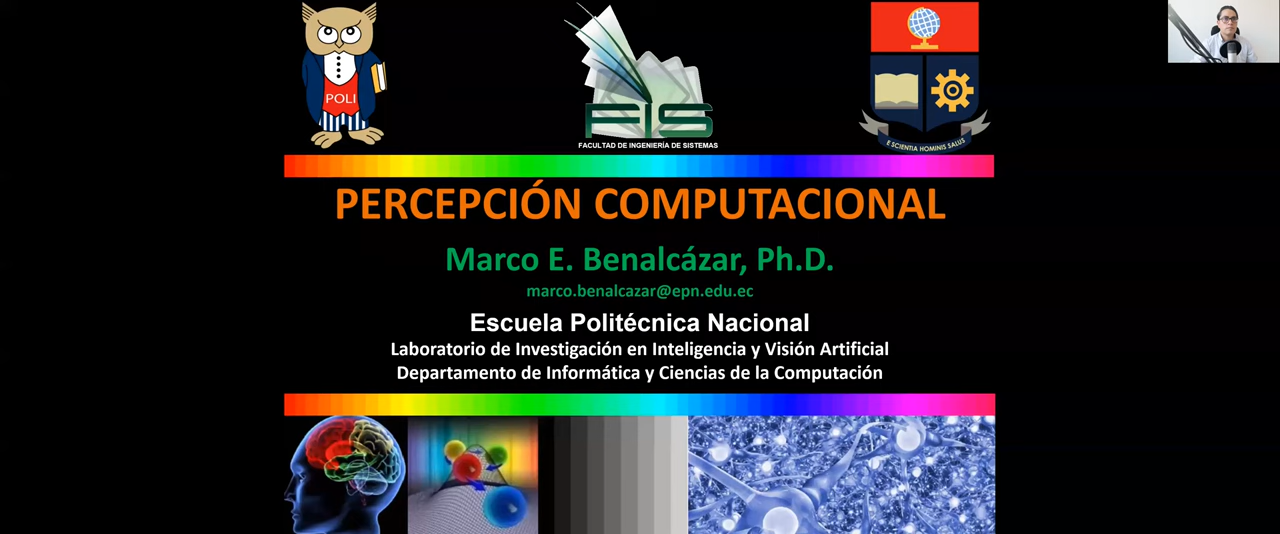 POLI
FIS
FACULTAD DE INGENIERÍA DE SISTEMAS
E SCIENTIA HOMINIS SALUS
PERCEPCIÓN COMPUTACIONAL
Marco E. Benalcázar, Ph.D.
marco.benalcazar@epn.edu.ec
Escuela Politécnica Nacional
Laboratorio de Investigación en Inteligencia y Visión Artificial
Departamento de Informática y Ciencias de la Computación